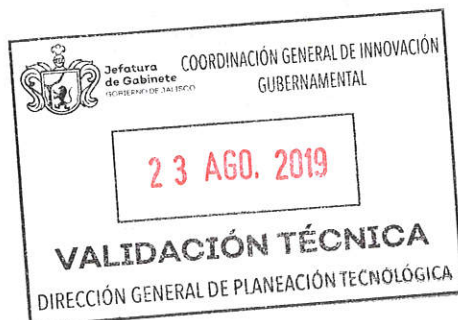 Jefatura
de Gabinete
GOBIERNO DE JALISCO
COORDINACIÓN GENERAL DE INNOVACIÓN
GUBERNAMENTAL
23 AGO. 2019
VALIDACIÓN TÉCNICA
DIRECCIÓN GENERAL DE PLANEACIÓN TECNOLÓGICA